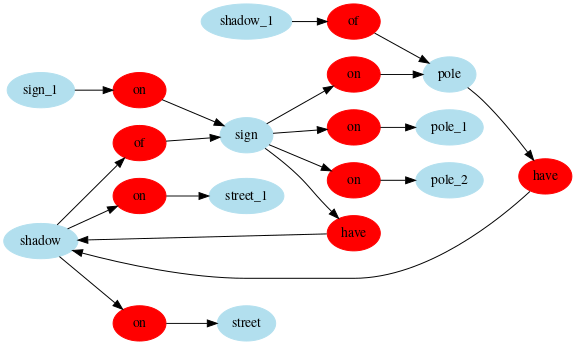 shadow_1 of
sign_1 on on pole
of sign on pole_1
on street_1 on pole_2 have
shadow have
on street